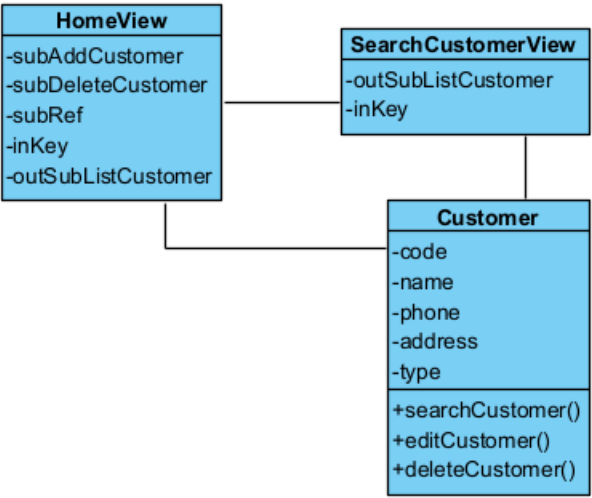 HomeView
-subAddCustomer
-subDeleteCustomer
-subRef
-inKey
-outSubListCustomer
SearchCustomerView
-outSubListCustomer
-inKey
Customer
-code
-name
-phone
-address
-type
+searchCustomer()
+editCustomer()
+deleteCustomer()